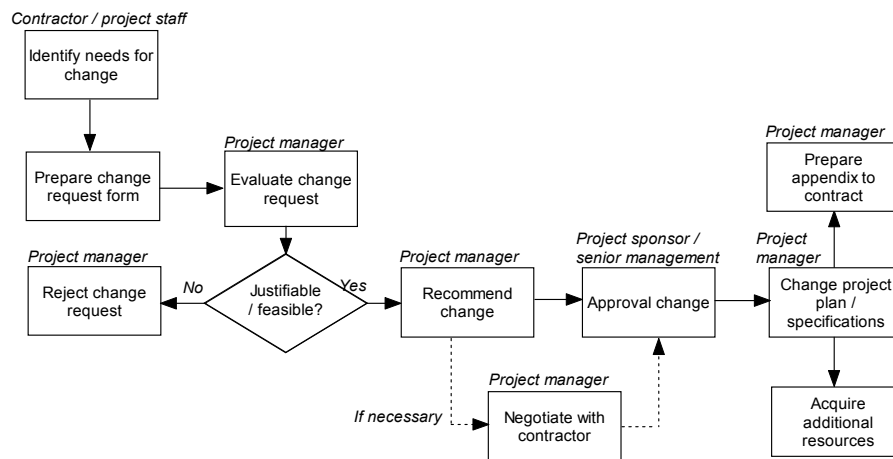 Contractor / project staff
Identify needs for
change
Project manager
Prepare change
request form
Evaluate change
request
Project manager
Prepare
appendix to
contract
Project manager
Reject change
request
No
Justifiable
/ feasible?
Yes
Project manager
Recommend
change
Project sponsor /
senior management
Approval change
Project
manager
Change project
plan /
specifications
If necessary
Project manager
Negotiate with
contractor
Acquire
additional
resources